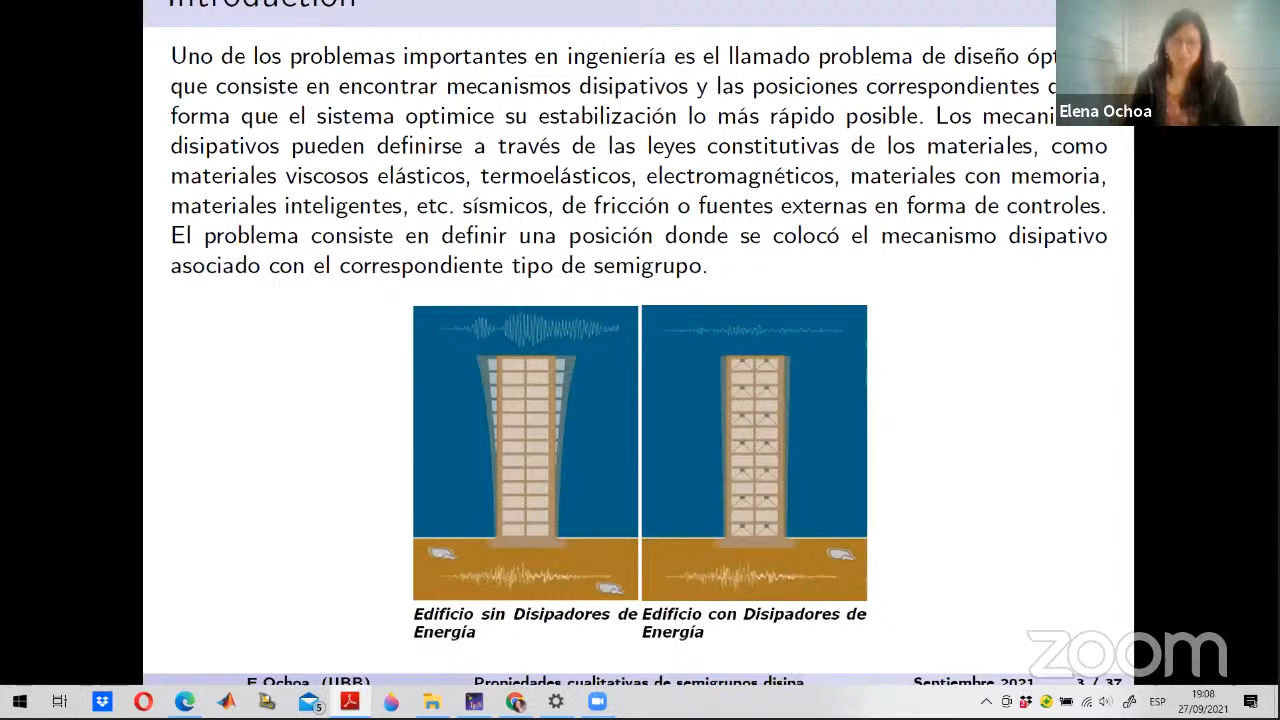 Introduction
Uno de los problemas importantes en ingeniería es el llamado problema de diseño
que consiste en encontrar mecanismos disipativos y las posiciones correspondientes
forma que el sistema optimice su estabilización lo más rápido posible. Los
disipativos pueden definirse a través de las leyes constitutivas de los materiales, como
materiales viscosos elásticos, termoelásticos, electromagnéticos, materiales con memoria,
materiales inteligentes, etc. sísmicos, de fricción o fuentes externas en forma de controles.
El problema consiste en definir una posición donde se colocó el mecanismo disipativo
asociado con el correspondiente tipo de semigrupo.
Elena Ochoa
Edificio sin Disipadores de
Energía
Edificio con Disipadores de
Energía
zoom
E.Ochoa (UBB)
Propiedades cualitativas de semigrupos disipa
Septiembre 2021
3 / 37
5
ESP
19:08
27/09/2021